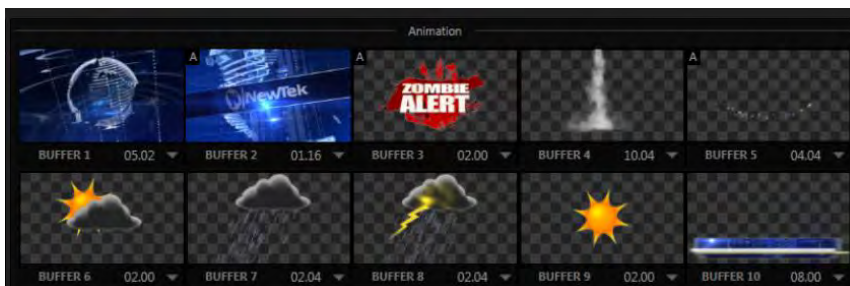 Animation
A
A
A
NewTek
ZOMBIE
ALERT
BUFFER 1 05.02
BUFFER 2 01.16
BUFFER 3 02.00
BUFFER 4 10.04
BUFFER 5 04.04
BUFFER 6 02.00
BUFFER 7 02.04
BUFFER 8 02.04
BUFFER 9 02.00
BUFFER 10 08.00